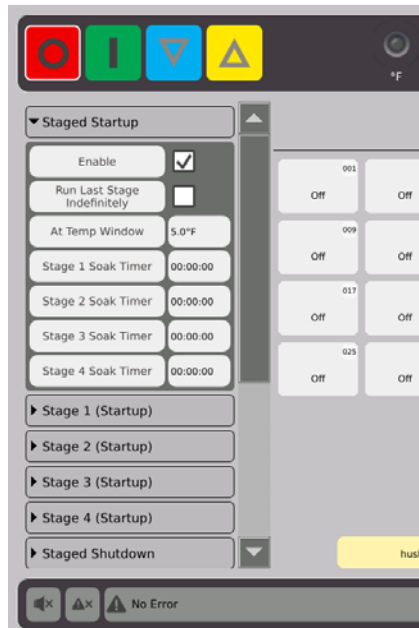 °F
Staged Startup
Enable
Run Last Stage
Indefinitely
At Temp Window
5.0°F
Stage 1 Soak Timer
00:00:00
Stage 2 Soak Timer
00:00:00
Stage 3 Soak Timer
00:00:00
Stage 4 Soak Timer
00:00:00
Stage 1 (Startup)
Stage 2 (Startup)
Stage 3 (Startup)
Stage 4 (Startup)
Staged Shutdown
001
Off
Off
009
Off
Off
017
Off
Off
025
Off
Off
No Error